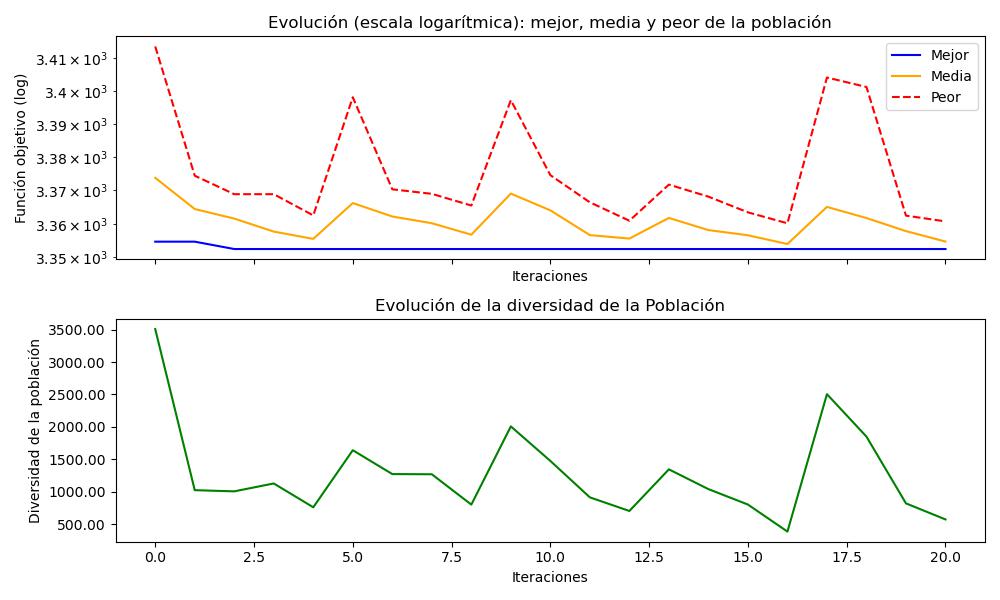 Evolución (escala logarítmica): mejor, media y peor de la población
Función objetivo (log)
3.41 × 10³
3.4 × 10³
3.39 × 10³
3.38 × 10³
3.37 × 10³
3.36 × 10³
3.35 × 10³
Mejor
Media
Peor
Iteraciones
Evolución de la diversidad de la Población
Diversidad de la población
3500.00
3000.00
2500.00
2000.00
1500.00
1000.00
500.00
0.0 2.5 5.0 7.5 10.0 12.5 15.0 17.5 20.0
Iteraciones